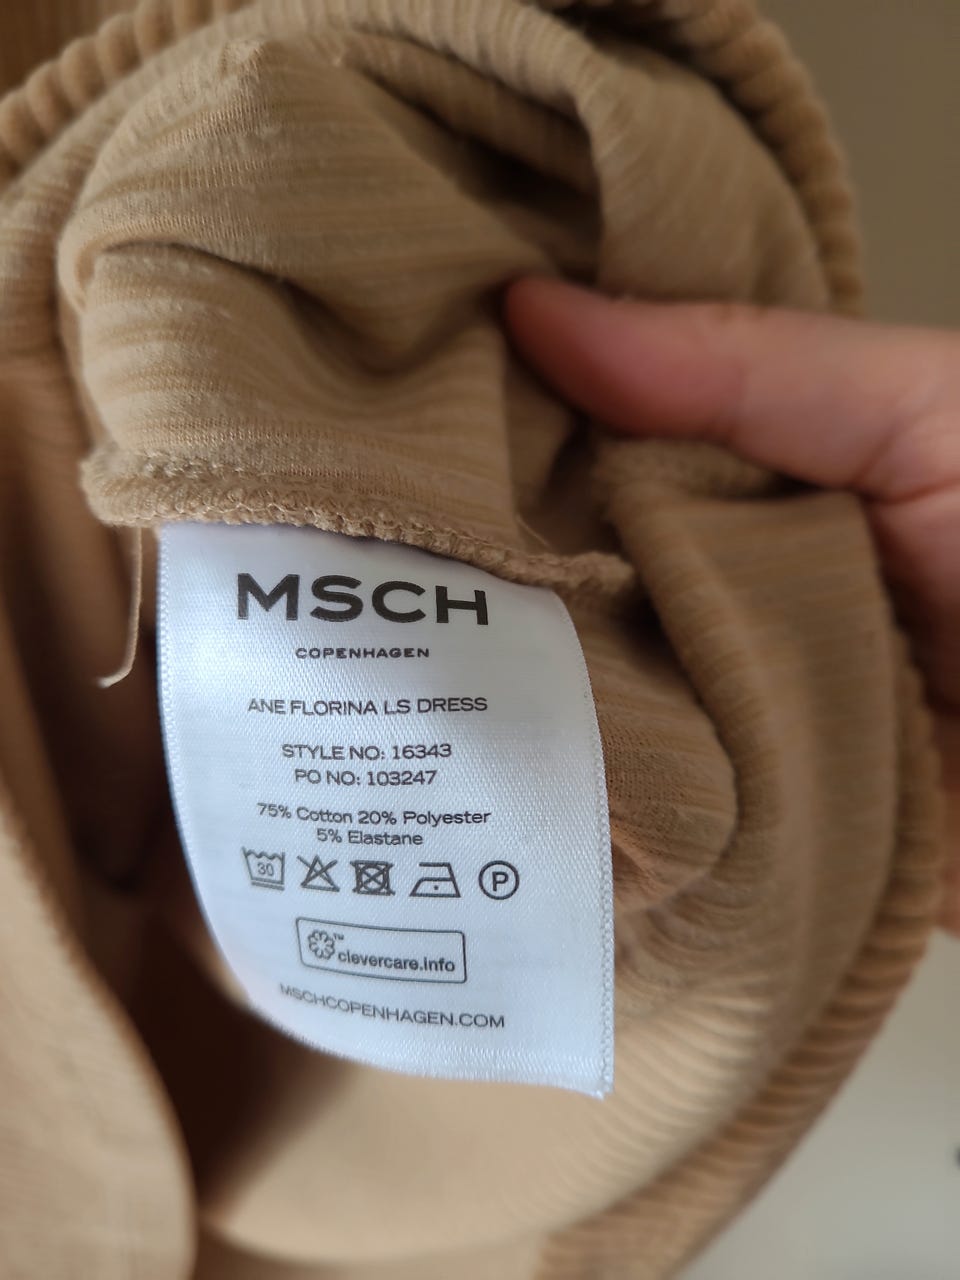 MSCH
COPENHAGEN
ANE FLORINA LS DRESS
STYLE NO: 16343
PO NO: 103247
75% Cotton 20% Polyester
5% Elastane
30 P
clevercare.info™
MSCHCOPENHAGEN.COM